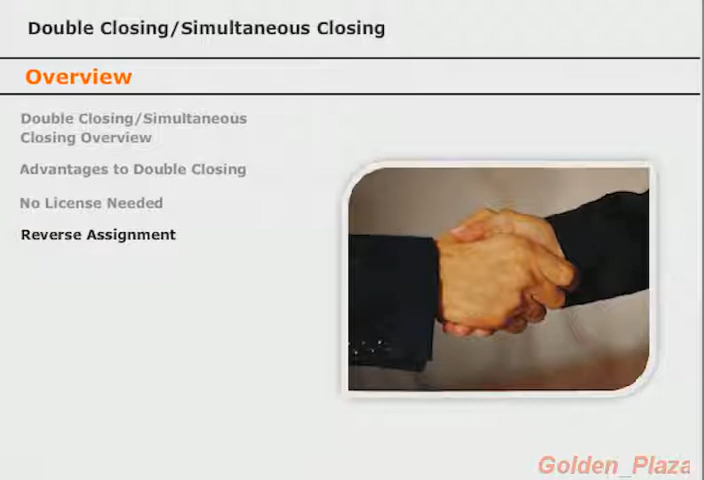 Double Closing/Simultaneous Closing
Overview
Double Closing/Simultaneous
Closing Overview
Advantages to Double Closing
No License Needed
Reverse Assignment
Golden_Plaza